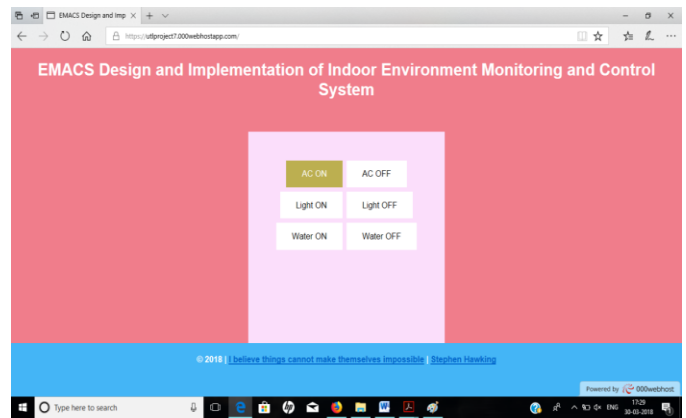 EMACS Design and Imp
https://utlproject7.000webhostapp.com/
EMACS Design and Implementation of Indoor Environment Monitoring and Control
System
AC ON AC OFF
Light ON Light OFF
Water ON Water OFF
© 2018 | I believe things cannot make themselves impossible | Stephen Hawking
Powered by 000webhost
Type here to search
ENG
17:29
30-03-2018